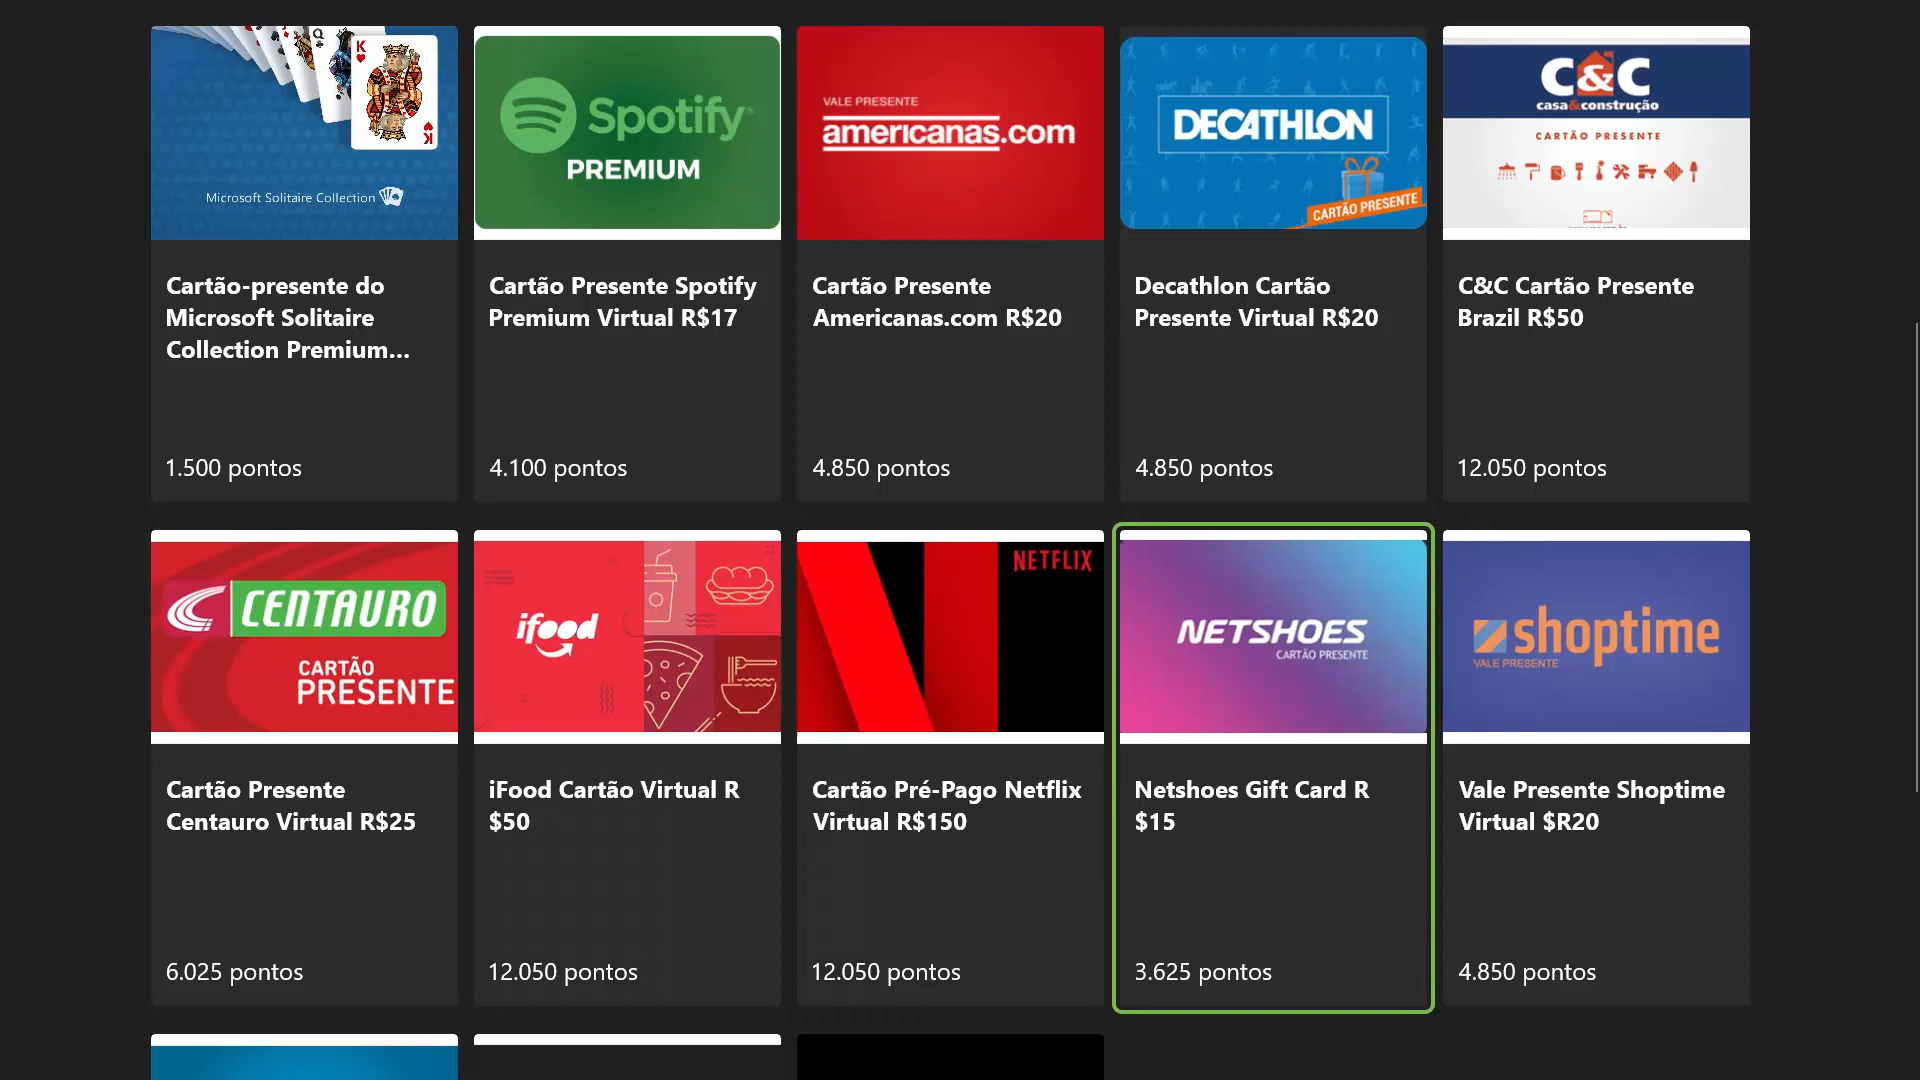 K
Q
K
Microsoft Solitaire Collection
Cartão-presente do
Microsoft Solitaire
Collection Premium...
1.500 pontos
Spotify®
PREMIUM
Cartão Presente Spotify
Premium Virtual R$17
4.100 pontos
VALE PRESENTE
americanas.com
Cartão Presente
Americanas.com R$20
4.850 pontos
DECATHLON
CARTÃO PRESENTE
Decathlon Cartão
Presente Virtual R$20
4.850 pontos
C&C
casa&construção
CARTÃO PRESENTE
C&C Cartão Presente
Brazil R$50
12.050 pontos
CENTAURO
CARTÃO
PRESENTE
Cartão Presente
Centauro Virtual R$25
6.025 pontos
ifood
iFood Cartão Virtual R
$50
12.050 pontos
NETFLIX
Cartão Pré-Pago Netflix
Virtual R$150
12.050 pontos
NETSHOES
CARTÃO PRESENTE
Netshoes Gift Card R
$15
3.625 pontos
shoptime
VALE PRESENTE
Vale Presente Shoptime
Virtual $R20
4.850 pontos